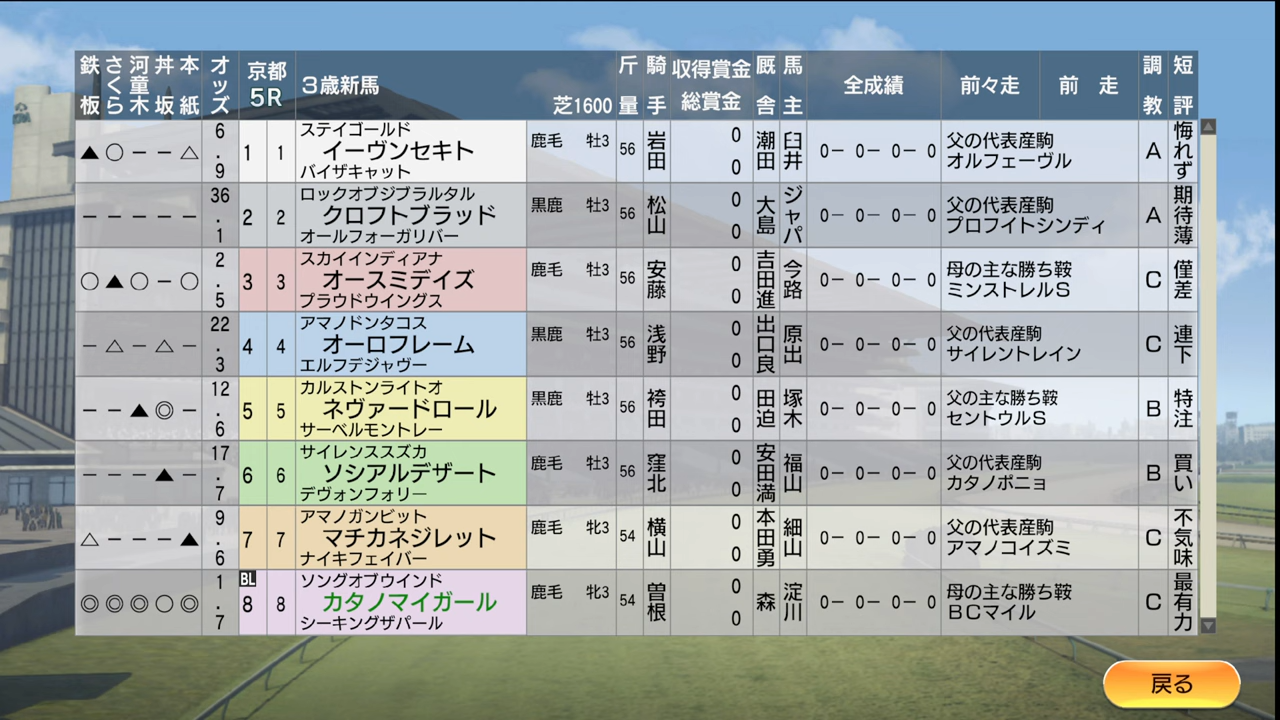 鉄板 さくら 河童木 丼坂 本紙 オッズ 京都 5R 3歳新馬 芝1600 斤量 騎手 収得賞金 総賞金 厩舎 馬主 全成績 前々走 前 走 調教 短評
▲ ○ － － △ 6.9 1 1 ステイゴールド
イーヴンセキト
バイザキャット
鹿毛 牡3 56 岩田 0 0 潮田 臼井 0－ 0－ 0－ 0 父の代表産駒
オルフェーヴル
A 悔れず
－ － － － － 36.1 2 2 ロックオブジブラルタル
クロフトブラッド
オールフォーガリバー
黒鹿 牡3 56 松山 0 0 大島 ジャパ 0－ 0－ 0－ 0 父の代表産駒
プロフイトシンディ
A 期待薄
○ ▲ ○ － ○ 2.5 3 3 スカイインディアナ
オースミデイズ
プラウドウイングス
鹿毛 牡3 56 安藤 0 0 吉田進 今路 0－ 0－ 0－ 0 母の主な勝ち鞍
ミンストレルS
C 僅差
－ △ － △ － 22.3 4 4 アマノドンタコス
オーロフレーム
エルフデジャヴー
黒鹿 牡3 56 浅野 0 0 出口良 原出 0－ 0－ 0－ 0 父の代表産駒
サイレントレイン
C 連下
－ － ▲ ◎ － 12.6 5 5 カルストンライトオ
ネヴァードロール
サーベルモントレー
黒鹿 牡3 56 袴田 0 0 田迫 塚木 0－ 0－ 0－ 0 父の主な勝ち鞍
セントウルS
B 特注
－ － － ▲ － 17.7 6 6 サイレンススズカ
ソシアルデザート
デヴォンフォリー
鹿毛 牡3 56 窪北 0 0 安田満 福山 0－ 0－ 0－ 0 父の代表産駒
カタノポニョ
B 買い
△ － － － ▲ 9.6 7 7 アマノガンビット
マチカネジレット
ナイキフェイバー
鹿毛 牝3 54 横山 0 0 本田勇 細山 0－ 0－ 0－ 0 父の代表産駒
アマノコイズミ
C 不気味
◎ ◎ ◎ ○ ◎ 1.7 BL 8 8 ソングオブウインド
カタノマイガール
シーキングザパール
鹿毛 牝3 54 曽根 0 0 森 淀川 0－ 0－ 0－ 0 母の主な勝ち鞍
BCマイル
C 最有力
戻る